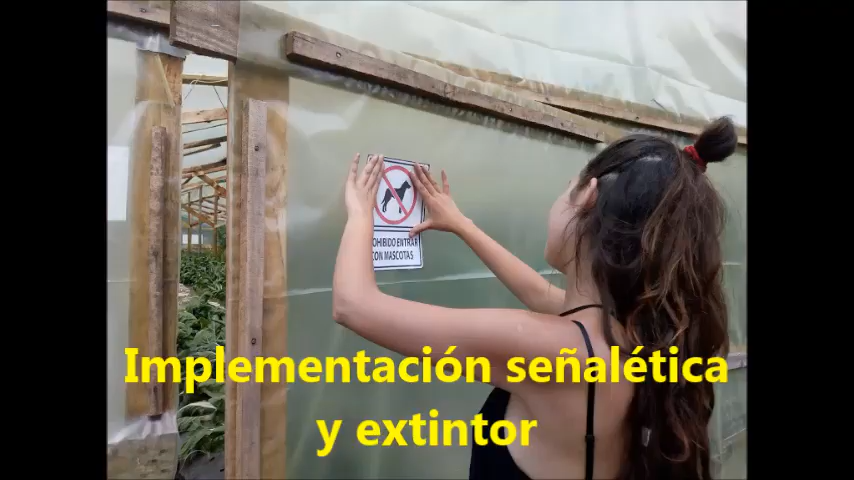 OHIBIDO ENTRAR
CON MASCOTAS
Implementación señalética
y extintor